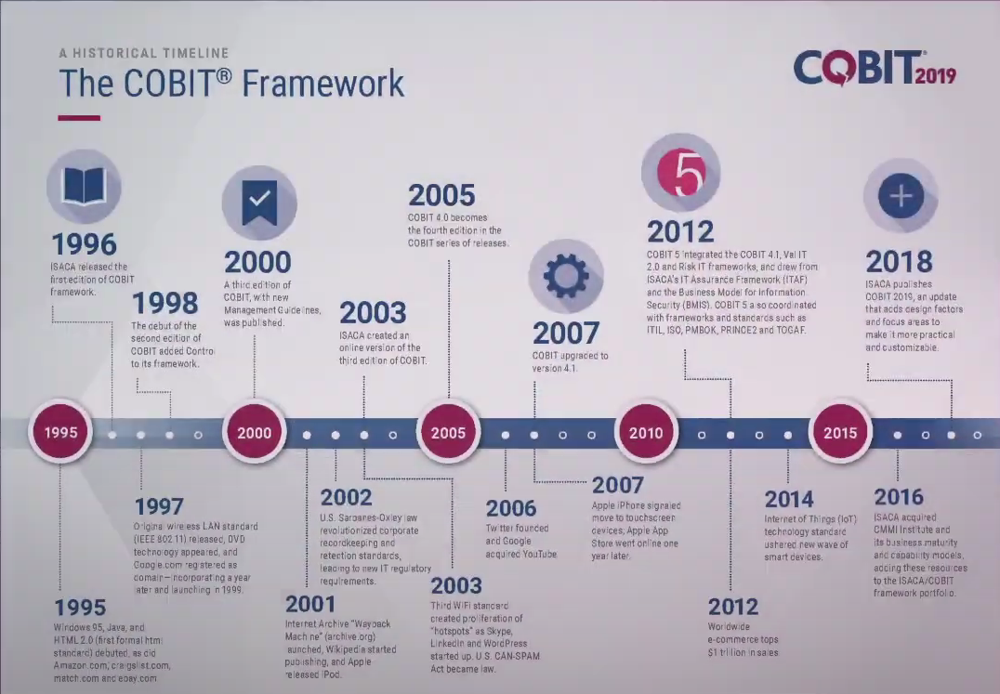 A HISTORICAL TIMELINE
The COBIT® Framework
COBIT® 2019
1996
ISACA released the
first edition of COBIT
framework.
1998
The debut of the
second edition of
COBIT added Contro
to its framework.
2000
A third edition of
COBIT, with new
Management Guidelines,
was published.
2003
ISACA created an
online version of the
third edition of COBIT.
2005
COBIT 4.0 becomes
the fourth edition in the
COBIT series of releases.
2007
COBIT upgraded to
version 4.1.
5
2012
COBIT 5 integrated the COBIT 4.1, Val IT
2.0 and Risk IT frameworks, and drew from
ISACA's IT Assurance Framework (ITAF)
and the Business Model for Information
Security (BMIS). COBIT 5 also coordinated
with frameworks and standards such as
ITIL, ISO, PMBOK, PRINCE2 and TOGAF.
2018
ISACA publishes
COBIT 2019, an update
that adds design factors
and focus areas to
make it more practical
and customizable.
1995
2000
2005
2010
2015
1995
Windows 95, Java, and
HTML 2.0 (first formal html
standard) debuted, as did
Amazon.com, craigslist.com,
match.com and ebay.com.
1997
Original wireless LAN standard
(IEEE 802.11) released, DVD
technology appeared, and
Google.com registered as
domain—incorporating a year
later and launching in 1999.
2001
Internet Archive "Wayback
Machine" (archive.org)
launched, Wikipedia started
publishing, and Apple
released iPod.
2002
U.S. Sarbanes-Oxley law
revolutionized corporate
recordkeeping and
retention standards,
leading to new IT regulatory
requirements.
2003
Third WiFi standard
created proliferation of
"hotspots" as Skype,
LinkedIn and WordPress
started up. U.S. CAN-SPAM
Act became law.
2006
Twitter founded
and Google
acquired YouTube.
2007
Apple iPhone signaled
move to touchscreen
devices; Apple App
Store went online one
year later.
2012
Worldwide
e-commerce tops
$1 trillion in sales.
2014
Internet of Things (IoT)
technology standard
ushered new wave of
smart devices.
2016
ISACA acquired
CMMI Institute and
its business maturity
and capability models,
adding these resources
to the ISACA/COBIT
framework portfolio.